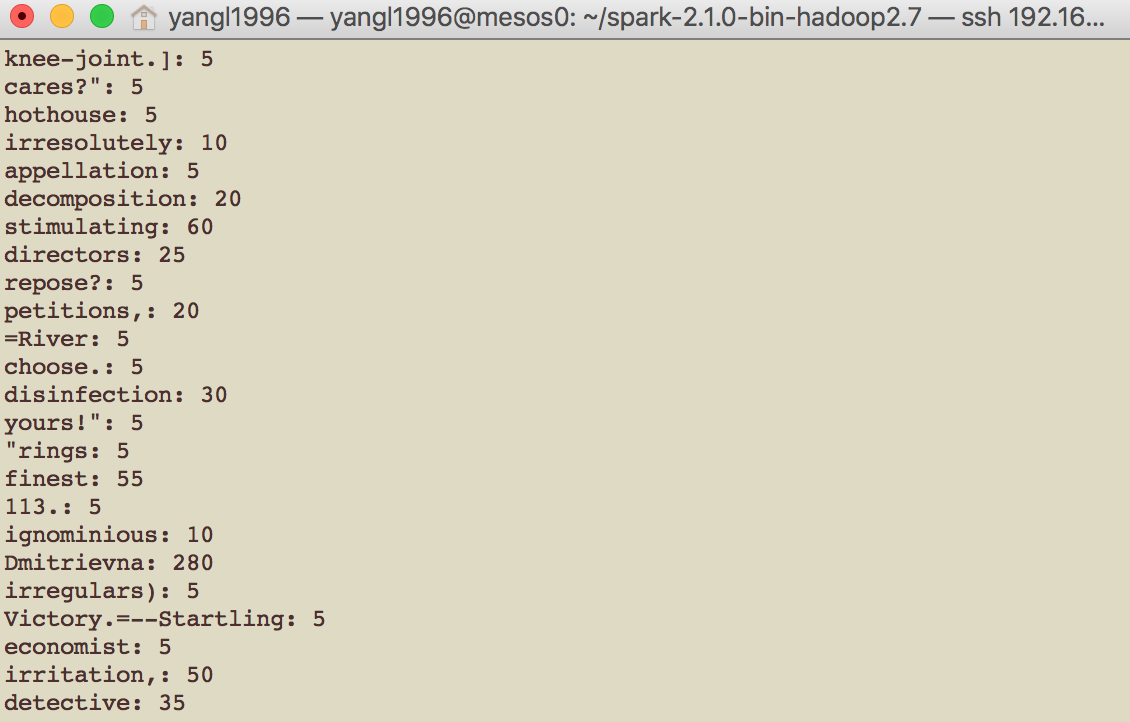 yangl1996 — yangl1996@mesos0: ~/spark-2.1.0-bin-hadoop2.7 — ssh 192.16...
knee-joint.]: 5
cares?": 5
hothouse: 5
irresolutely: 10
appellation: 5
decomposition: 20
stimulating: 60
directors: 25
repose?: 5
petitions,: 20
=River: 5
choose.: 5
disinfection: 30
yours!": 5
"rings: 5
finest: 55
113.: 5
ignominious: 10
Dmitrievna: 280
irregulars): 5
Victory.=--Startling: 5
economist: 5
irritation,: 50
detective: 35